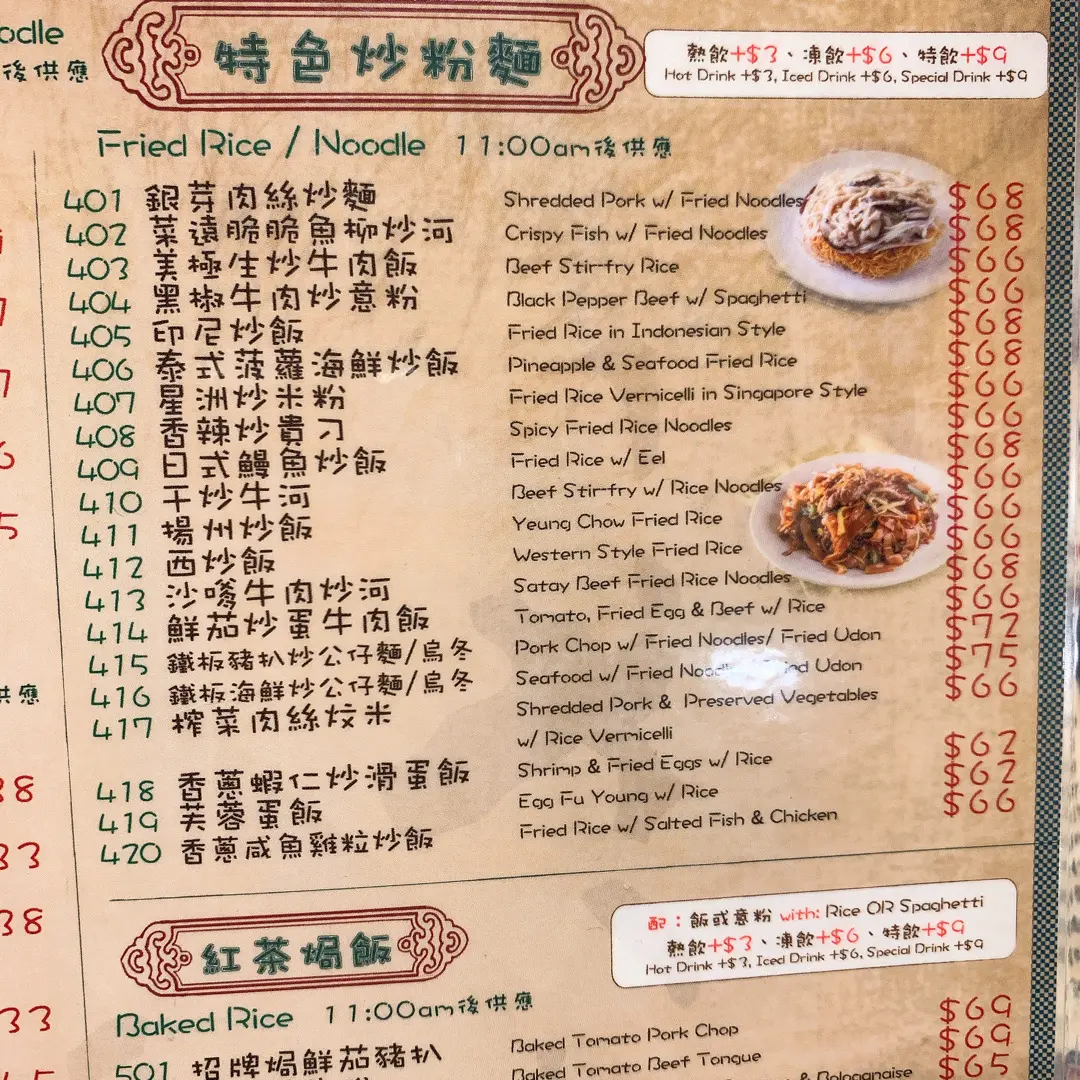 odle
後供應
特色炒粉麵
熱飲+$3、凍飲+$6、特飲+$9
Hot Drink +$3, Iced Drink +$6, Special Drink +$9
Fried Rice / Noodle 11:00am後供應
401 銀芽肉絲炒麵 Shredded Pork w/ Fried Noodles $68
402 菜遠脆脆魚柳炒河 Crispy Fish w/ Fried Noodles $68
403 美極生炒牛肉飯 Beef Stir-fry Rice $66
404 黑椒牛肉炒意粉 Black Pepper Beef w/ Spaghetti $66
405 印尼炒飯 Fried Rice in Indonesian Style $68
406 泰式菠蘿海鮮炒飯 Pineapple & Seafood Fried Rice $68
407 星洲炒米粉 Fried Rice Vermicelli in Singapore Style $66
408 香辣炒貴刁 Spicy Fried Rice Noodles $66
409 日式鰻魚炒飯 Fried Rice w/ Eel $68
410 干炒牛河 Beef Stir-fry w/ Rice Noodles $66
411 揚州炒飯 Yeung Chow Fried Rice $66
412 西炒飯 Western Style Fried Rice $66
413 沙嗲牛肉炒河 Satay Beef Fried Rice Noodles $68
414 鮮茄炒蛋牛肉飯 Tomato, Fried Egg & Beef w/ Rice $66
415 鐵板豬扒炒公仔麵/烏冬 Pork Chop w/ Fried Noodles/ Fried Udon $72
416 鐵板海鮮炒公仔麵/烏冬 Seafood w/ Fried Udon $75
417 榨菜肉絲炆米 Shredded Pork & Preserved Vegetables $66
w/ Rice Vermicelli
418 香蔥蝦仁炒滑蛋飯 Shrimp & Fried Eggs w/ Rice $62
419 芙蓉蛋飯 Egg Fu Young w/ Rice $62
420 香蔥咸魚雞粒炒飯 Fried Rice w/ Salted Fish & Chicken $66
紅茶焗飯
配：飯或意粉 with: Rice OR Spaghetti
熱飲+$3、凍飲+$6、特飲+$9
Hot Drink +$3, Iced Drink +$6, Special Drink +$9
Baked Rice 11:00am後供應
501 招牌焗鮮茄豬扒 Baked Tomato Pork Chop $69
Baked Tomato Beef Tongue $69
& Bolognaise $65